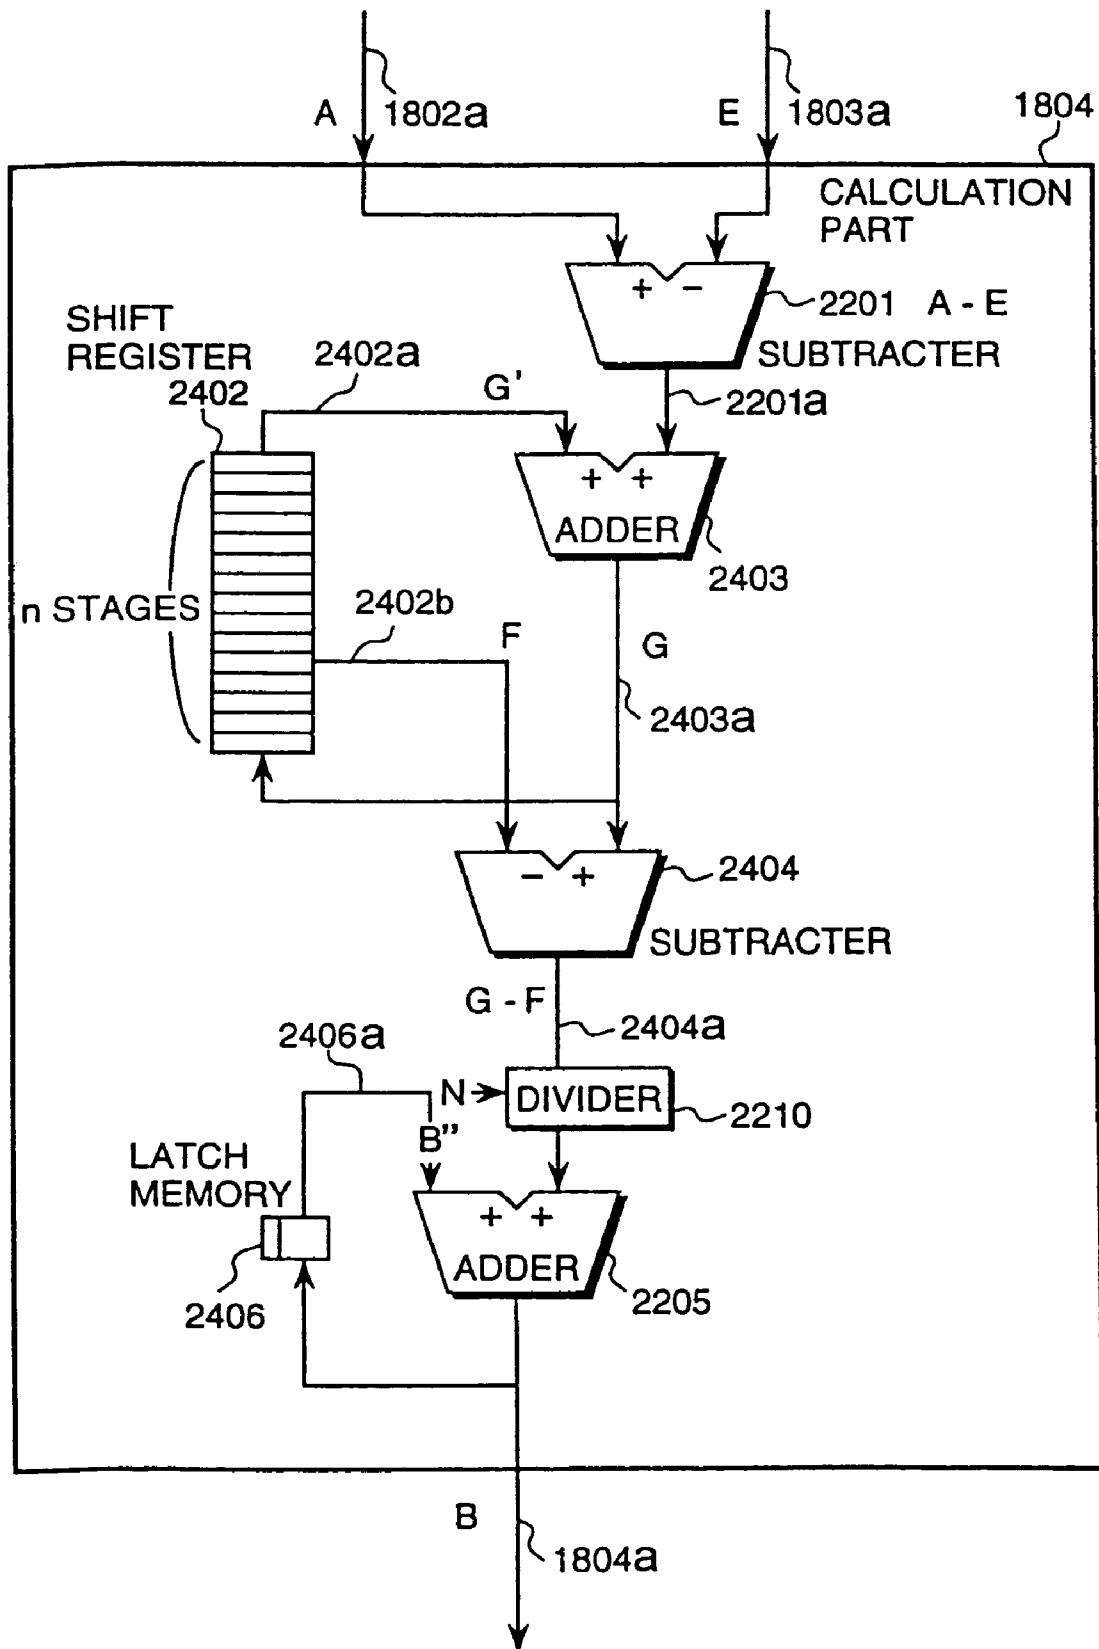 A
1802a
E
1803a
1804
CALCULATION
PART
+ -
2201 A - E
SUBTRACTER
SHIFT
REGISTER
2402
2402a
G'
2201a
+ +
ADDER
2403
n STAGES
2402b
F
G
2403a
- +
2404
SUBTRACTER
G - F
2404a
2406a
N
DIVIDER
2210
B"
LATCH
MEMORY
+ +
ADDER
2205
2406
B
1804a